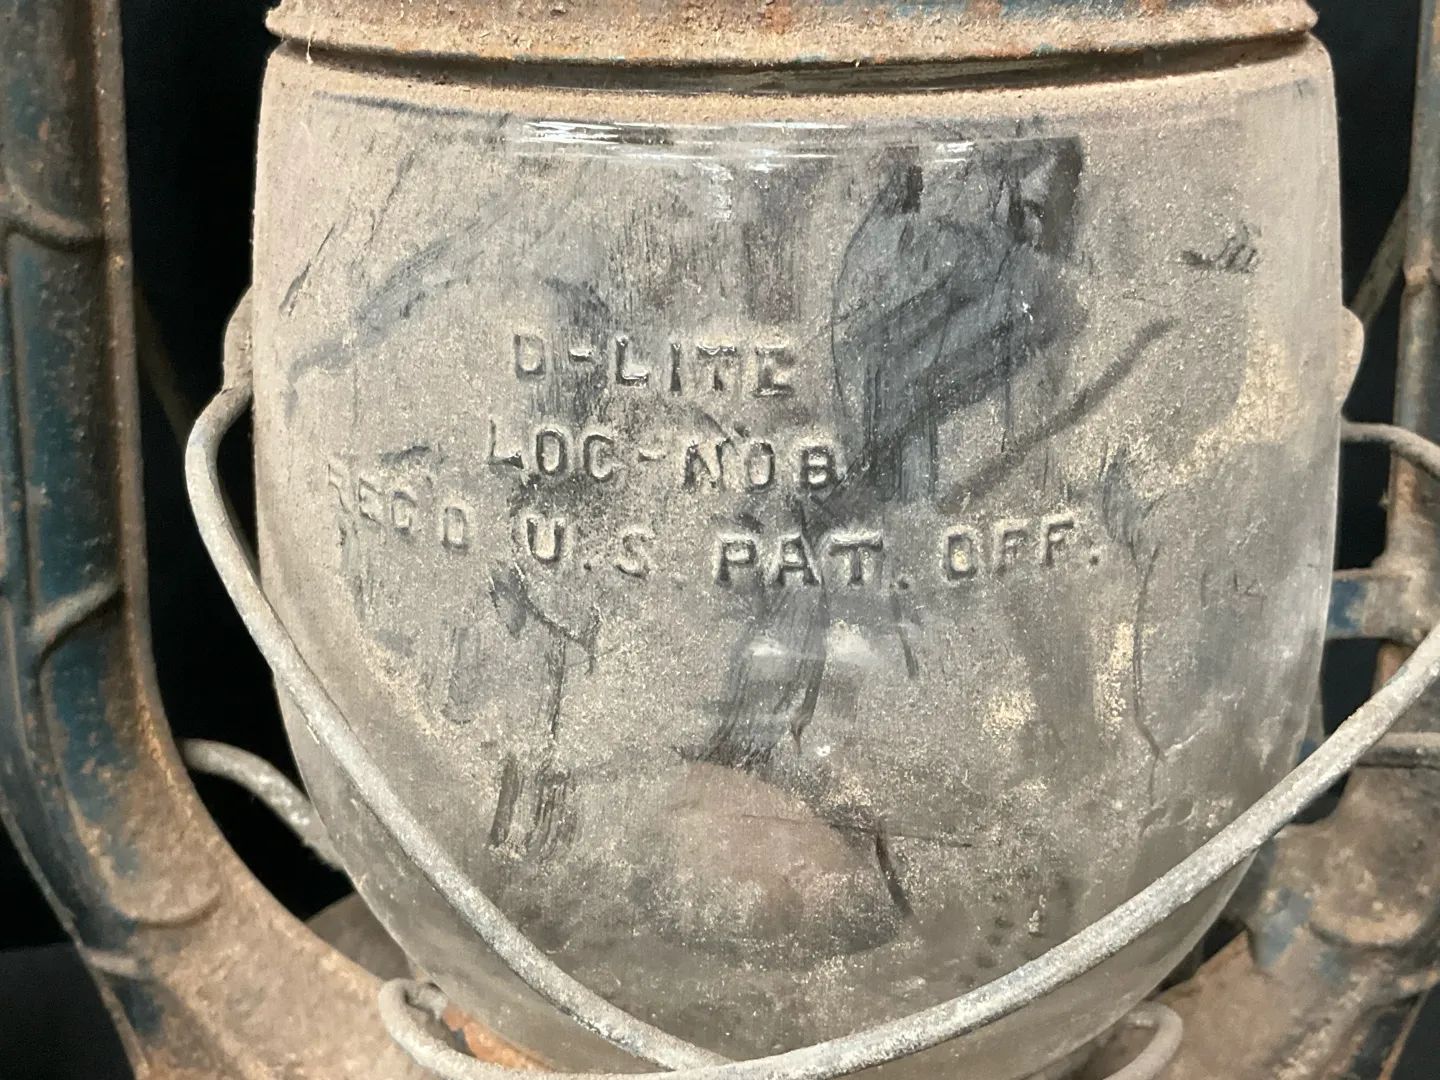 D-LITE
LOC-NOB
REG'D U.S. PAT. OFF.